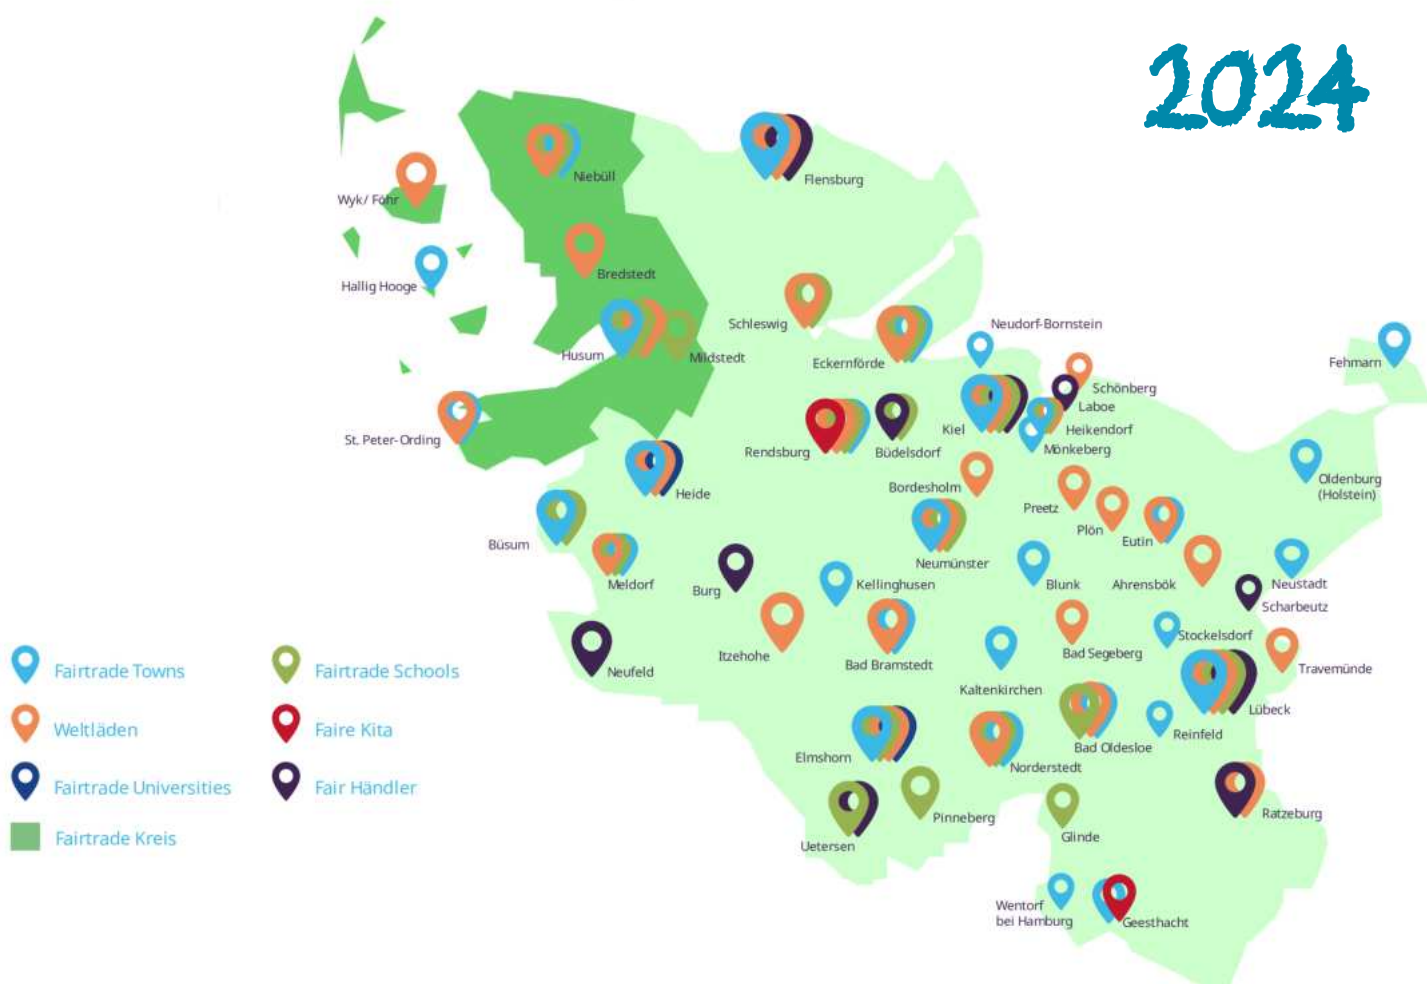 2024
Niebüll
Flensburg
Wyk/ Föhr
Bredstedt
Hallig Hooge
Schleswig
Neudorf-Bornstein
Husum
Mildstedt
Eckernförde
Fehmarn
Schönberg
Laboe
St. Peter-Ording
Kiel
Heikendorf
Rendsburg
Büdelsdorf
Mönkeberg
Heide
Bordesholm
Oldenburg
(Holstein)
Preetz
Plön
Büsum
Eutin
Neumünster
Meldorf
Burg
Kellinghusen
Blunk
Ahrensbök
Neustadt
Scharbeutz
Stockelsdorf
Itzehohe
Bad Bramstedt
Bad Segeberg
Neufeld
Travemünde
Kaltenkirchen
Lübeck
Reinfeld
Bad Oldesloe
Elmshorn
Norderstedt
Pinneberg
Ratzeburg
Glinde
Uetersen
Wentorf
bei Hamburg
Geesthacht
Fairtrade Towns
Fairtrade Schools
Weltläden
Faire Kita
Fairtrade Universities
Fair Händler
Fairtrade Kreis